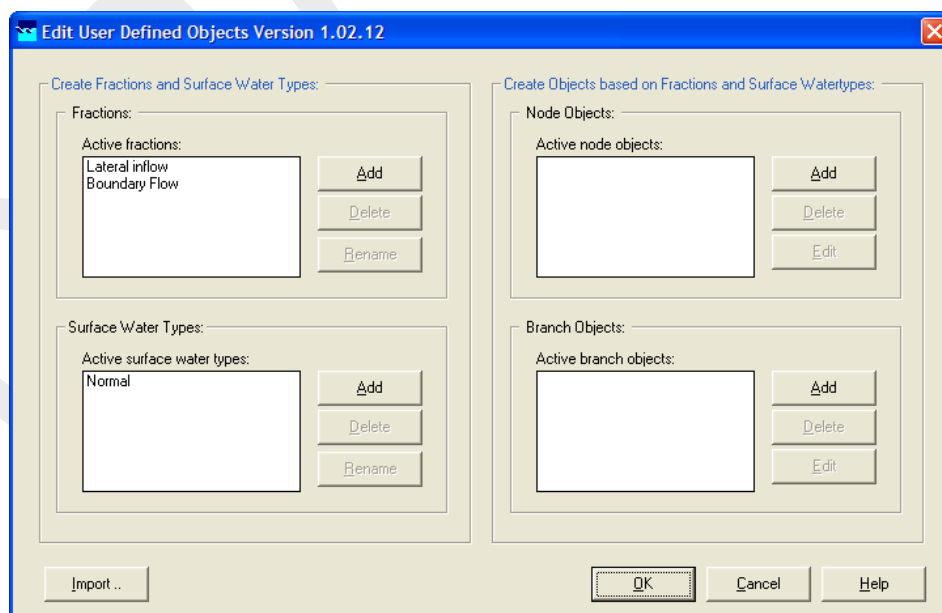 Edit User Defined Objects Version 1.02.12
Create Fractions and Surface Water Types:
Fractions:
Active fractions:
Lateral inflow
Boundary Flow
Add
Delete
Rename
Surface Water Types:
Active surface water types:
Normal
Add
Delete
Rename
Create Objects based on Fractions and Surface Watertypes:
Node Objects:
Active node objects:
Add
Delete
Edit
Branch Objects:
Active branch objects:
Add
Delete
Edit
Import ..
OK
Cancel
Help